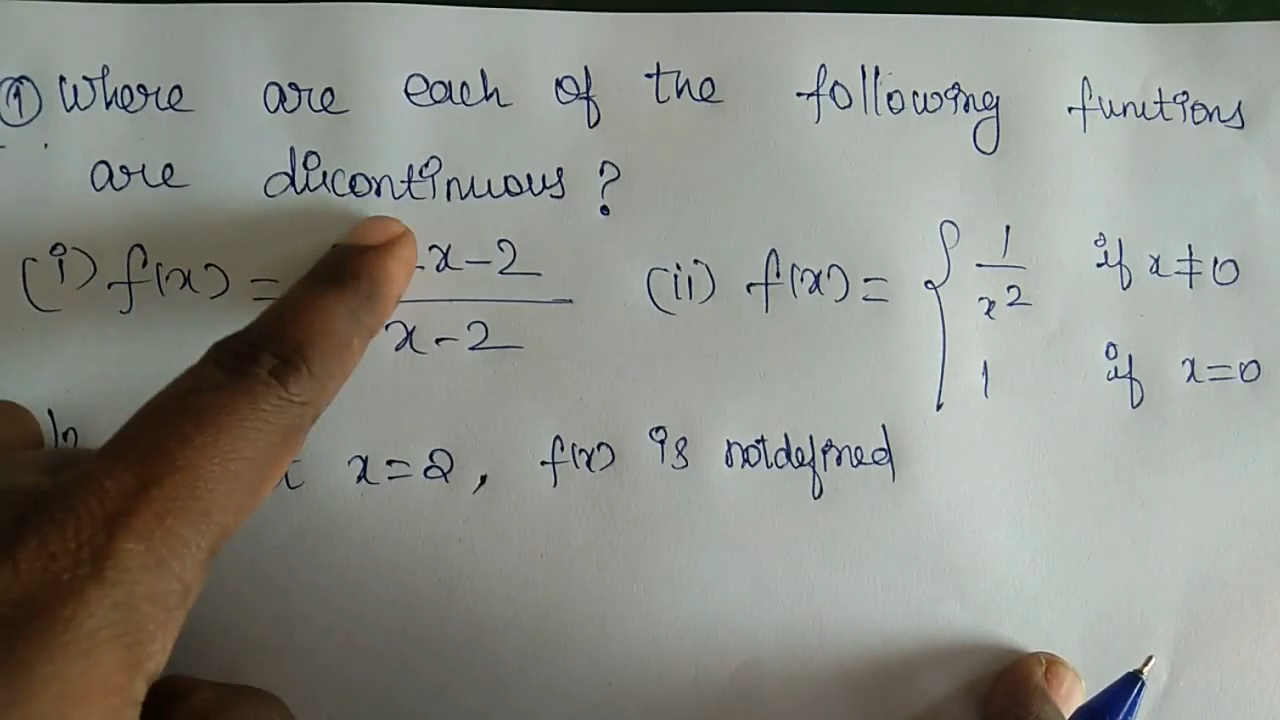 ① Where are each of the following functions
are discontinuous?
(i) f(x) = -x-2 / x-2 (ii) f(x) = { 1/x² if x≠0
1 if x=0
x=2, f(x) is notdefined